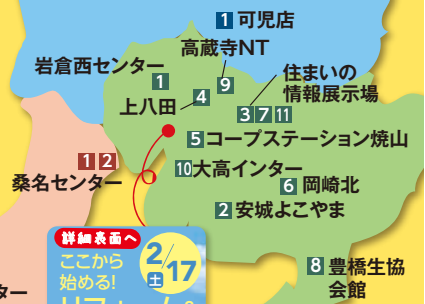 1 可児店
高蔵寺NT
岩倉西センター
1
9
住まいの
情報展示場
上八田 4
3 7 11
5 コープステーション焼山
1 2
桑名センター
10 大高インター
6 岡崎北
2 安城よこやま
詳細表面へ
ここから
始める!
2/17
土
8 豊橋生協
会館
ター